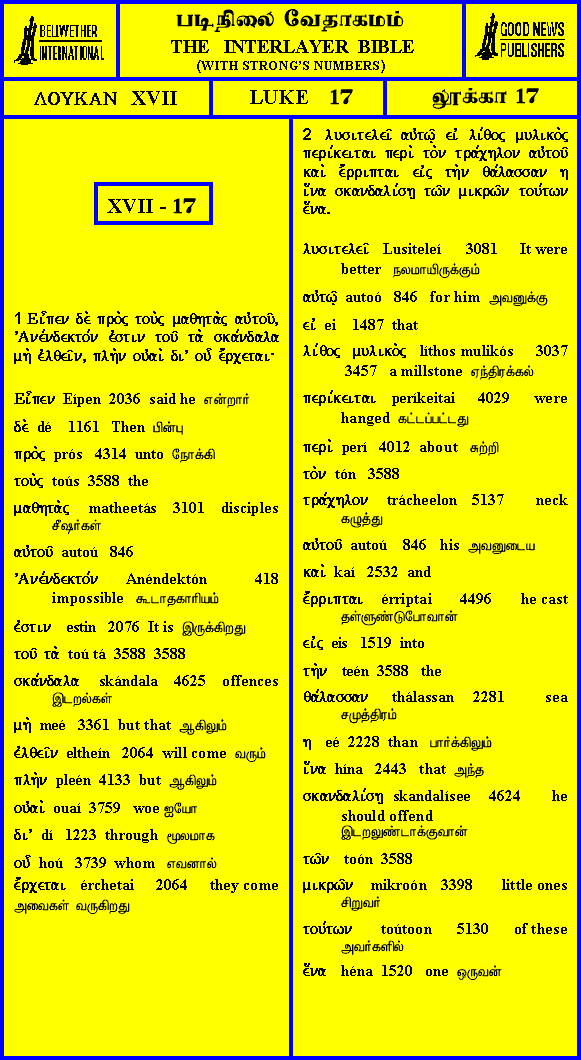 BELLWETHER
INTERNATIONAL
படிநிலை வேதாகமம்
THE INTERLAYER BIBLE
(WITH STRONG'S NUMBERS)
GOOD NEWS
PUBLISHERS
ΛΟΥΚΑΝ XVII
LUKE 17
லூக்கா 17
XVII - 17
1 Εἶπεν δὲ πρὸς τοὺς μαθητὰς αὐτοῦ,
Ἀνένδεκτόν ἐστιν τοῦ τὰ σκάνδαλα
μὴ ἐλθεῖν, πλὴν οὐαὶ δι' οὗ ἔρχεται·
Εἶπεν Eípen 2036 said he என்றார்
δὲ dé 1161 Then பின்பு
πρὸς prós 4314 unto நோக்கி
τοὺς toús 3588 the
μαθητὰς matheetás 3101 disciples
சீஷர்கள்
αὐτοῦ autoú 846
Ἀνένδεκτόν Anéndektón 418
impossible கூடாதகாரியம்
ἐστιν estin 2076 It is இருக்கிறது
τοῦ τὰ toú tá 3588 3588
σκάνδαλα skándala 4625 offences
இடறல்கள்
μὴ meé 3361 but that ஆகிலும்
ἐλθεῖν eltheín 2064 will come வரும்
πλὴν pleén 4133 but ஆகிலும்
οὐαὶ ouaí 3759 woe ஐயோ
δι' dí 1223 through மூலமாக
οὗ hoú 3739 whom எவனால்
ἔρχεται érchetai 2064 they come
அவைகள் வருகிறது
2 λυσιτελεῖ αὐτῷ εἰ λίθος μυλικὸς
περίκειται περὶ τὸν τράχηλον αὐτοῦ
καὶ ἔρριπται εἰς τὴν θάλασσαν η
ἵνα σκανδαλίσῃ τῶν μικρῶν τούτων
ἕνα.
λυσιτελεῖ Lusiteleí 3081 It were
better நலமாயிருக்கும்
αὐτῷ autoó 846 for him அவனுக்கு
εἰ ei 1487 that
λίθος μυλικὸς líthos mulikós 3037
3457 a millstone ஏந்திரக்கல்
περίκειται períkeitai 4029 were
hanged கட்டப்பட்டது
περὶ perí 4012 about சுற்றி
τὸν tón 3588
τράχηλον trácheelon 5137 neck
கழுத்து
αὐτοῦ autoú 846 his அவனுடைய
καὶ kaí 2532 and
ἔρριπται érriptai 4496 he cast
தள்ளுண்டுபோவான்
εἰς eis 1519 into
τὴν teén 3588 the
θάλασσαν thálassan 2281 sea
சமுத்திரம்
η eé 2228 than பார்க்கிலும்
ἵνα hína 2443 that அந்த
σκανδαλίσῃ skandalísee 4624 he
should offend
இடறலுண்டாக்குவான்
τῶν toón 3588
μικρῶν mikroón 3398 little ones
சிறுவர்
τούτων toútoon 5130 of these
அவர்களில்
ἕνα héna 1520 one ஒருவன்